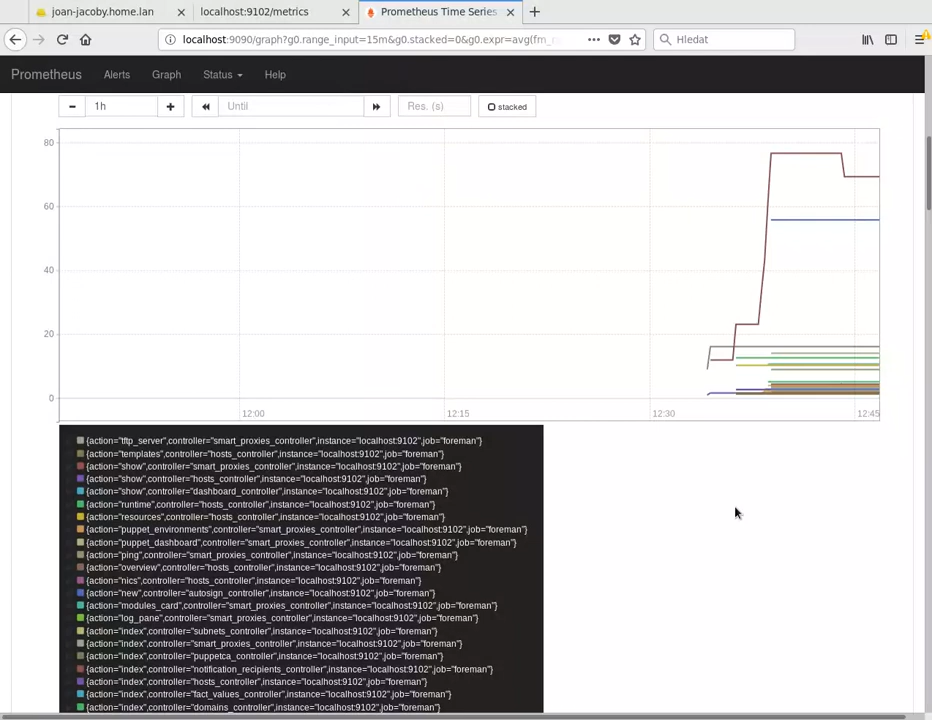 joan-jacoby.home.lan
localhost:9102/metrics
Prometheus Time Series
localhost:9090/graph?g0.range_input=15m&g0.stacked=0&g0.expr=avg(fm_
Hledat
Prometheus Alerts Graph Status Help
1h Until Res. (s) stacked
80
60
40
20
0
12:00 12:15 12:30 12:45
{action="tftp_server",controller="smart_proxies_controller",instance="localhost:9102",job="foreman"}
{action="templates",controller="hosts_controller",instance="localhost:9102",job="foreman"}
{action="show",controller="smart_proxies_controller",instance="localhost:9102",job="foreman"}
{action="show",controller="hosts_controller",instance="localhost:9102",job="foreman"}
{action="show",controller="dashboard_controller",instance="localhost:9102",job="foreman"}
{action="runtime",controller="hosts_controller",instance="localhost:9102",job="foreman"}
{action="resources",controller="hosts_controller",instance="localhost:9102",job="foreman"}
{action="puppet_environments",controller="smart_proxies_controller",instance="localhost:9102",job="foreman"}
{action="puppet_dashboard",controller="smart_proxies_controller",instance="localhost:9102",job="foreman"}
{action="ping",controller="smart_proxies_controller",instance="localhost:9102",job="foreman"}
{action="overview",controller="hosts_controller",instance="localhost:9102",job="foreman"}
{action="nics",controller="hosts_controller",instance="localhost:9102",job="foreman"}
{action="new",controller="autosign_controller",instance="localhost:9102",job="foreman"}
{action="modules_card",controller="smart_proxies_controller",instance="localhost:9102",job="foreman"}
{action="log_pane",controller="smart_proxies_controller",instance="localhost:9102",job="foreman"}
{action="index",controller="subnets_controller",instance="localhost:9102",job="foreman"}
{action="index",controller="smart_proxies_controller",instance="localhost:9102",job="foreman"}
{action="index",controller="puppetca_controller",instance="localhost:9102",job="foreman"}
{action="index",controller="notification_recipients_controller",instance="localhost:9102",job="foreman"}
{action="index",controller="hosts_controller",instance="localhost:9102",job="foreman"}
{action="index",controller="fact_values_controller",instance="localhost:9102",job="foreman"}
{action="index",controller="domains_controller",instance="localhost:9102",job="foreman"}